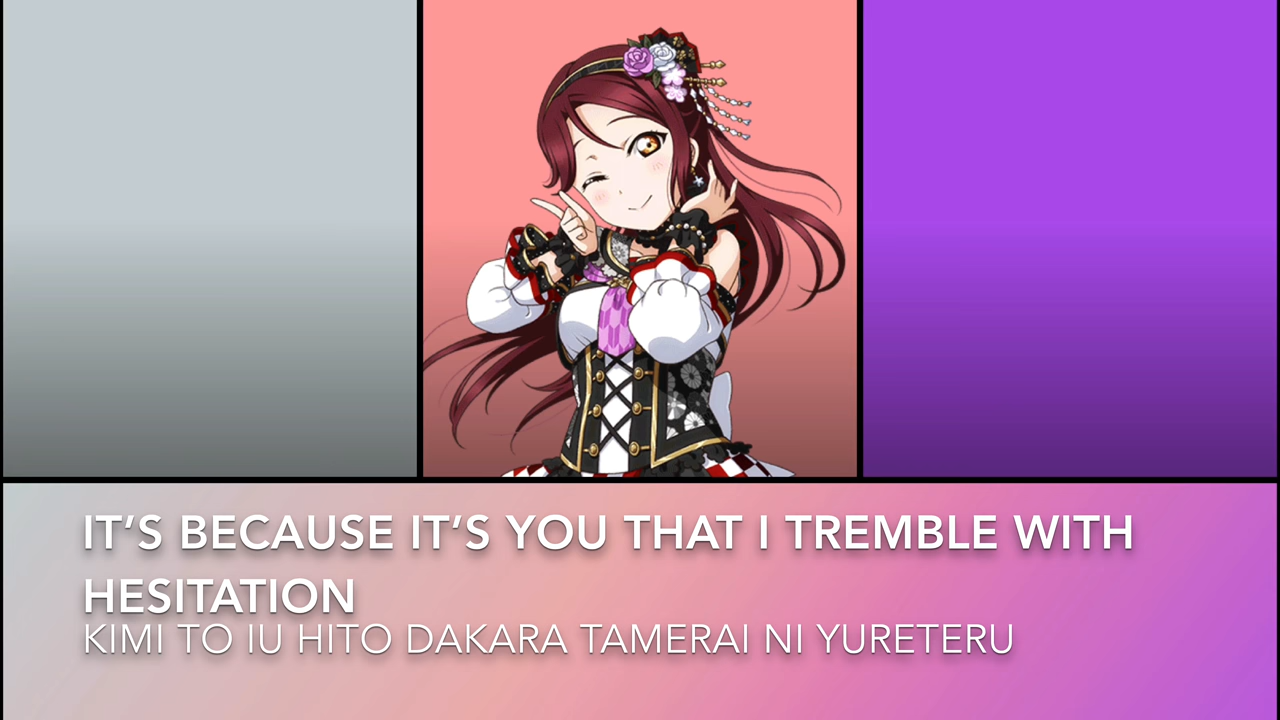 IT’S BECAUSE IT’S YOU THAT I TREMBLE WITH
HESITATION
KIMI TO IU HITO DAKARA TAMERAI NI YURETERU